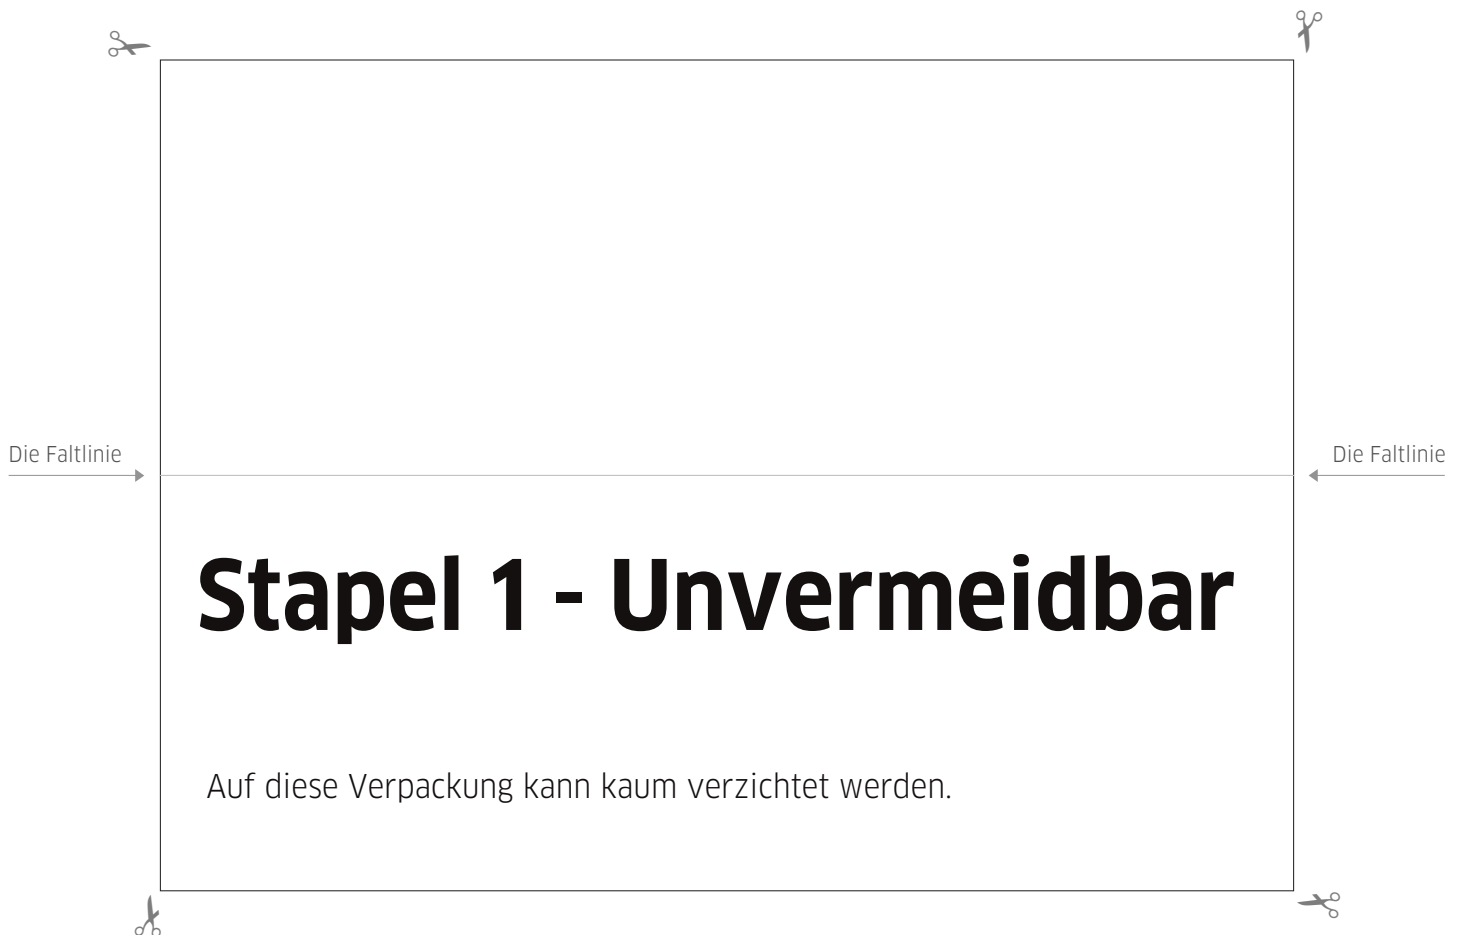 Die Faltlinie
Die Faltlinie
Stapel 1 - Unvermeidbar
Auf diese Verpackung kann kaum verzichtet werden.